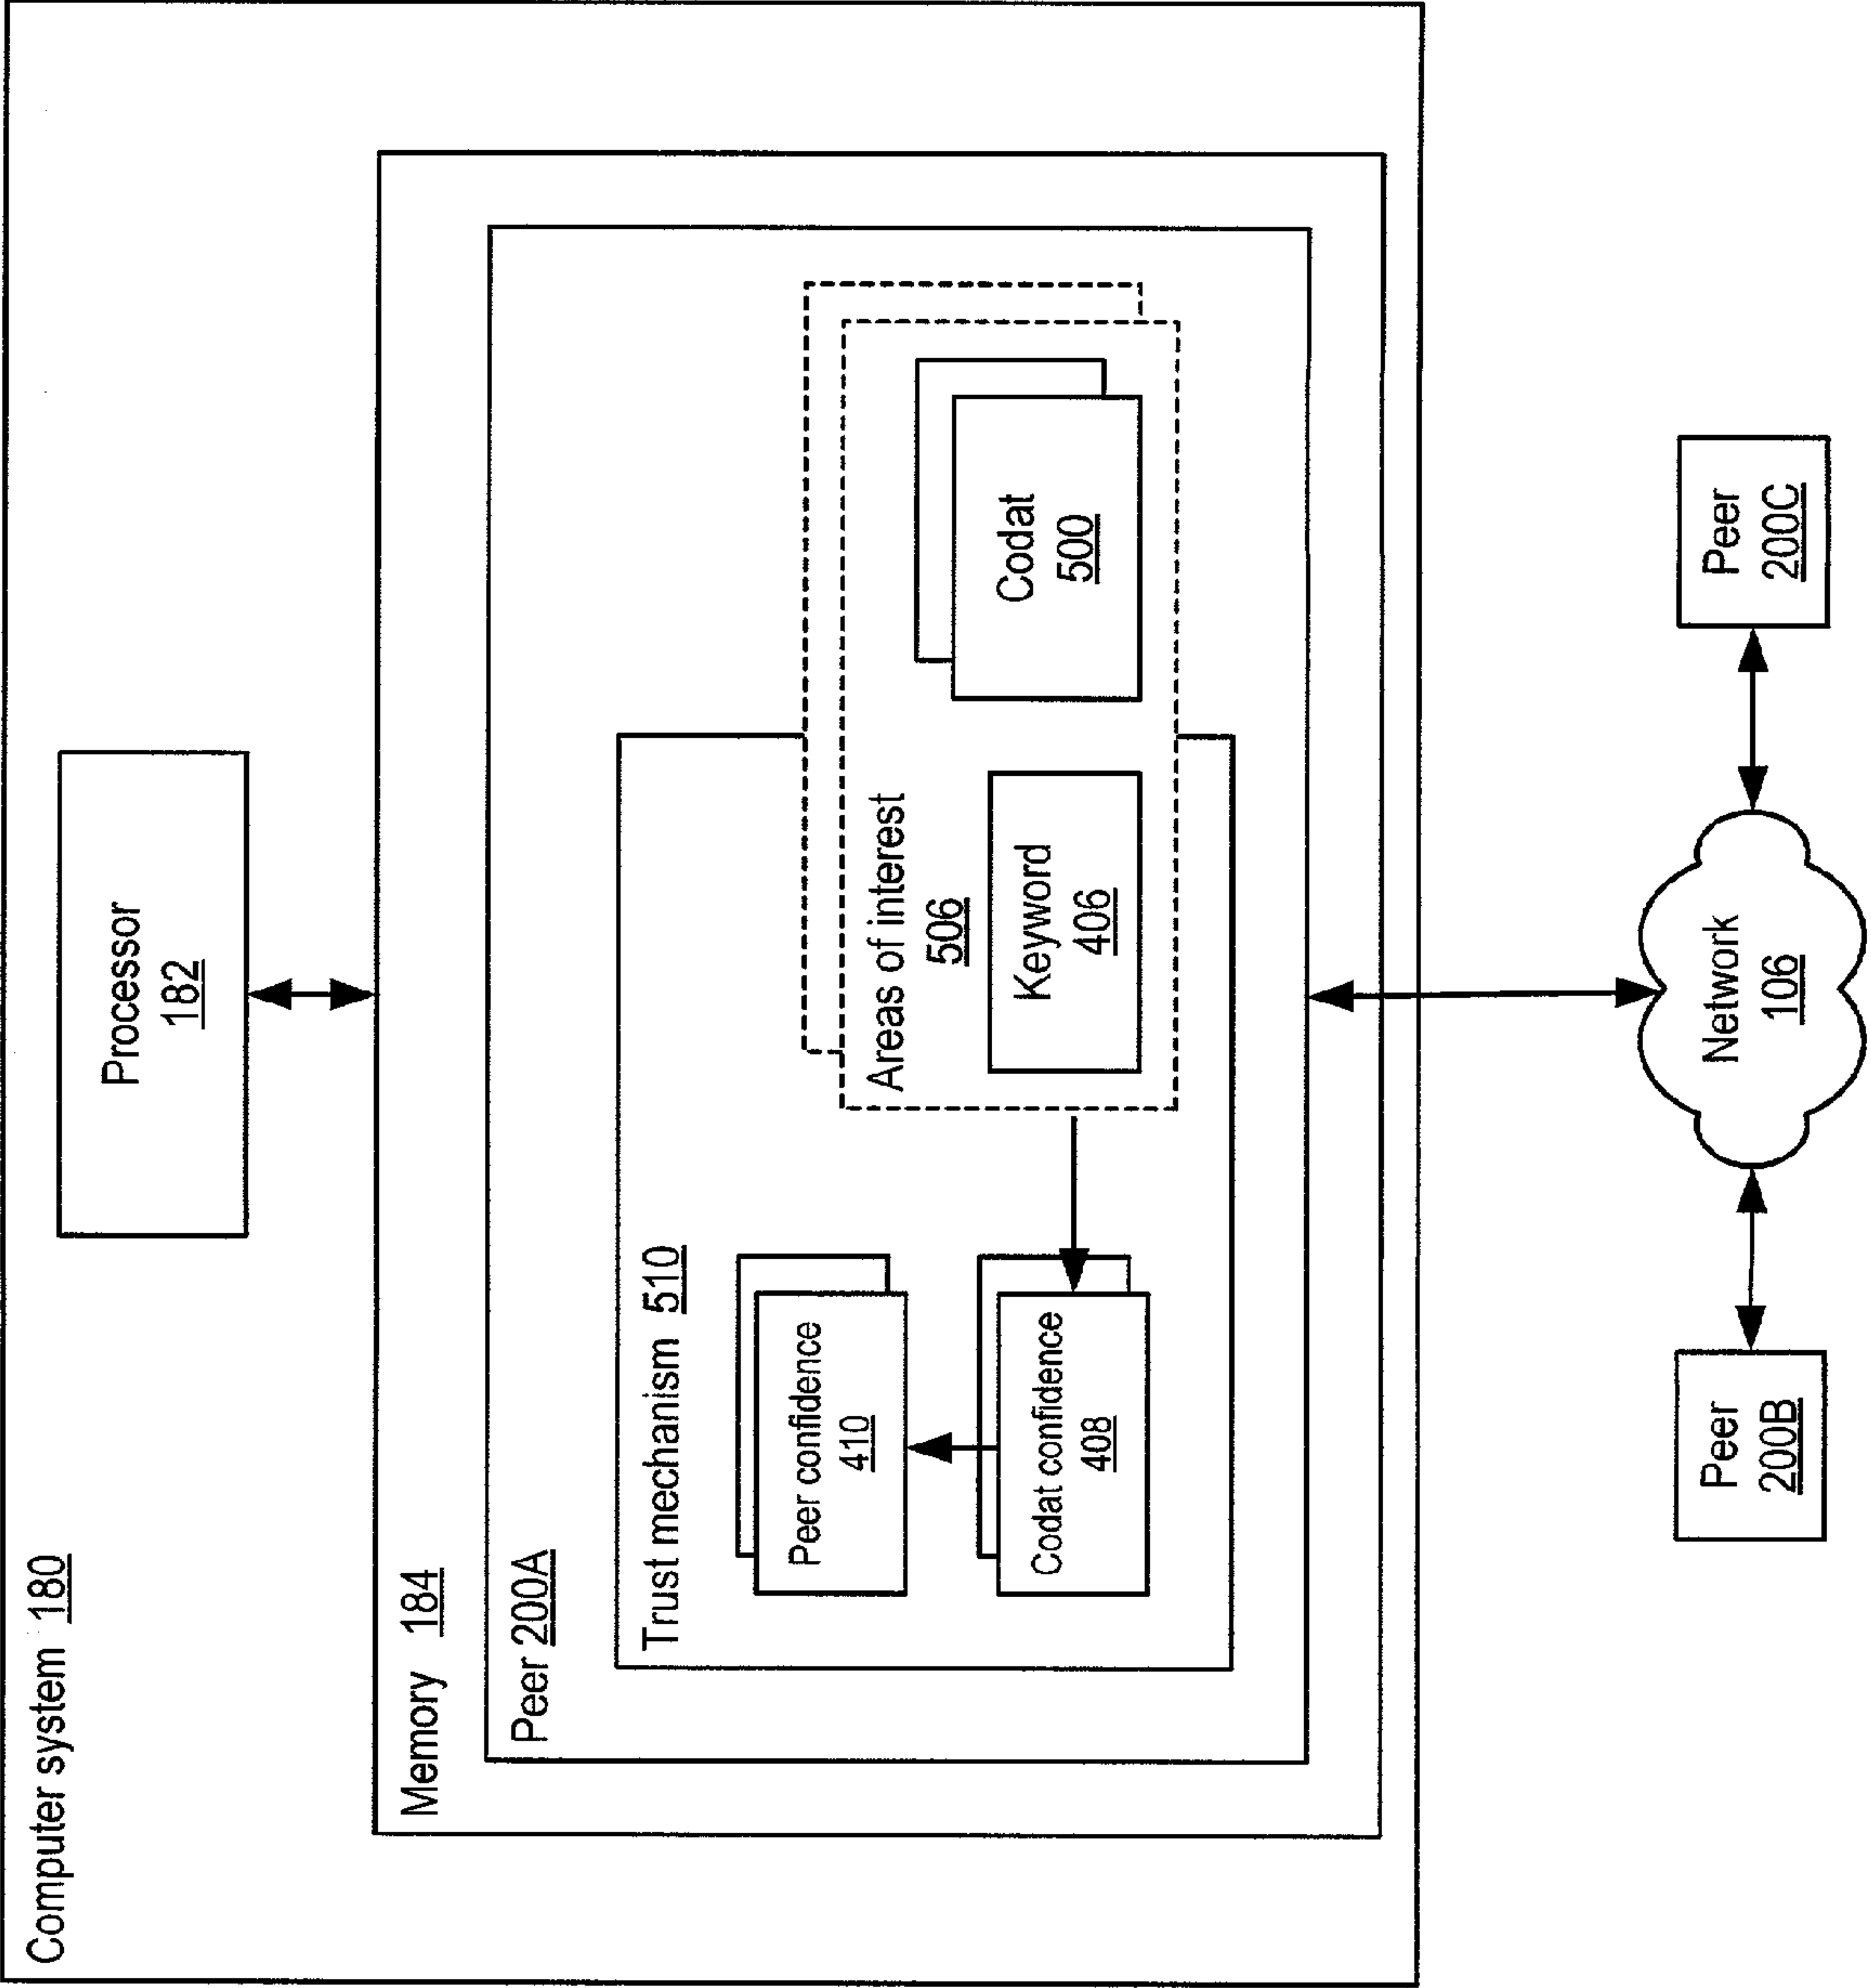 Computer system 180
Processor
182
Memory 184
Peer 200A
Trust mechanism 510
Peer confidence
410
Codat confidence
408
Areas of interest
506
Keyword
406
Codat
500
Peer
200B
Network
106
Peer
200C